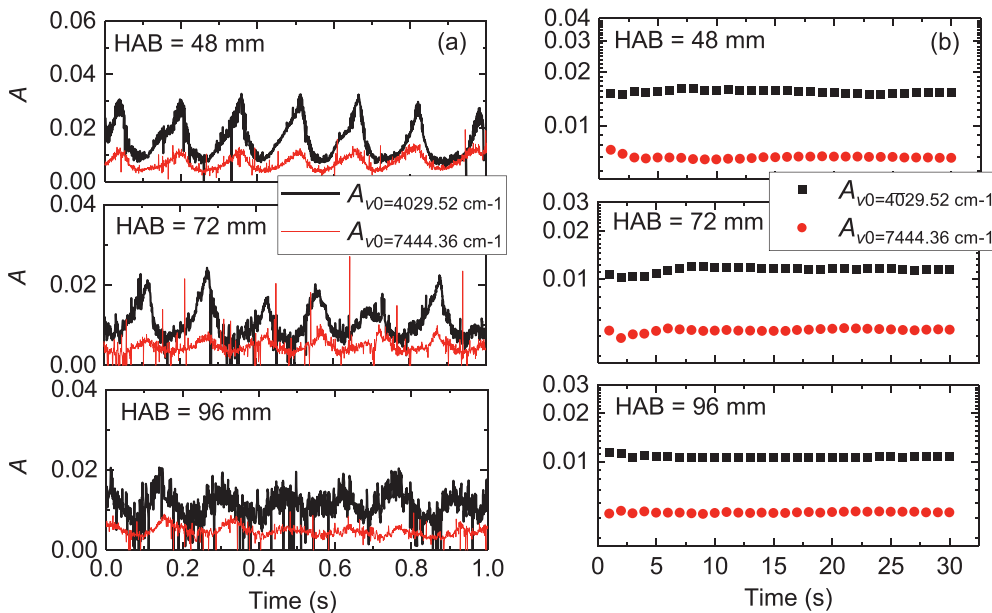 HAB = 48 mm
(a)
0.06
0.04
0.02
0.00
A
A v0=4029.52 cm-1
A v0=7444.36 cm-1
HAB = 72 mm
0.04
0.02
0.00
HAB = 96 mm
0.04
0.02
0.00
A
0.0 0.2 0.4 0.6 0.8 1.0
Time (s)
HAB = 48 mm
(b)
0.04
0.03
0.02
0.01
A v0=4029.52 cm-1
A v0=7444.36 cm-1
HAB = 72 mm
0.03
0.02
0.01
HAB = 96 mm
0.03
0.02
0.01
0 5 10 15 20 25 30
Time (s)